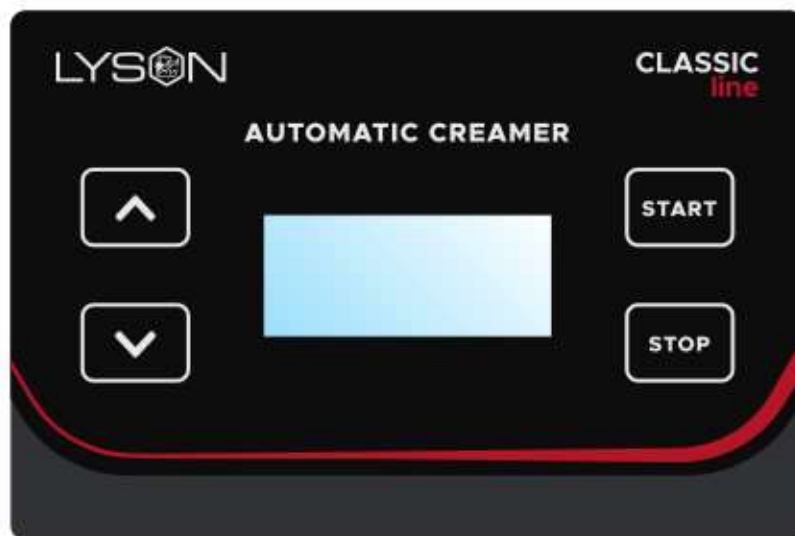 LYSON
CLASSIC
line
AUTOMATIC CREAMER
START
STOP